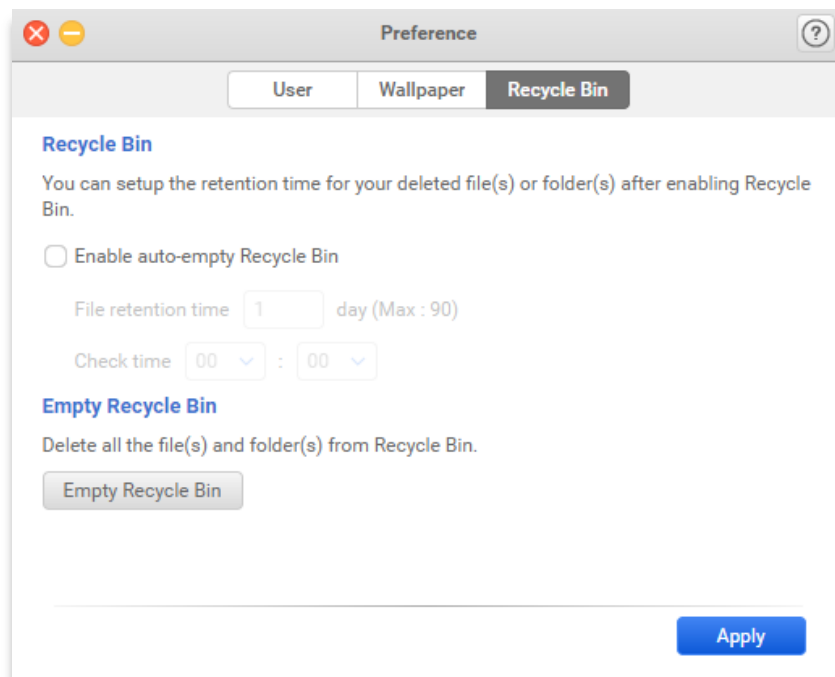 Preference
?
User Wallpaper Recycle Bin
Recycle Bin
You can setup the retention time for your deleted file(s) or folder(s) after enabling Recycle
Bin.
Enable auto-empty Recycle Bin
File retention time 1 day (Max : 90)
Check time 00 : 00
Empty Recycle Bin
Delete all the file(s) and folder(s) from Recycle Bin.
Empty Recycle Bin
Apply